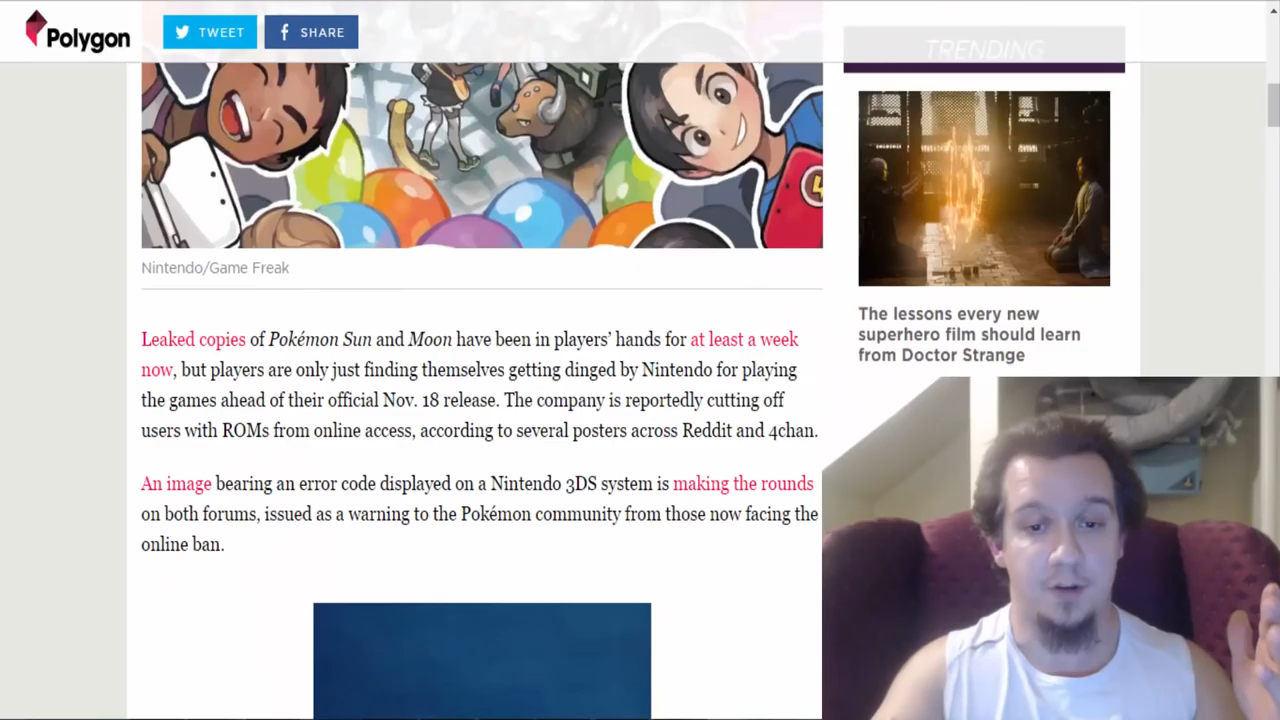 Polygon
TWEET
SHARE
TRENDING
Nintendo/Game Freak
Leaked copies of Pokémon Sun and Moon have been in players' hands for at least a week
now, but players are only just finding themselves getting dinged by Nintendo for playing
the games ahead of their official Nov. 18 release. The company is reportedly cutting off
users with ROMs from online access, according to several posters across Reddit and 4chan.
An image bearing an error code displayed on a Nintendo 3DS system is making the rounds
on both forums, issued as a warning to the Pokémon community from those now facing the
online ban.
The lessons every new
superhero film should learn
from Doctor Strange